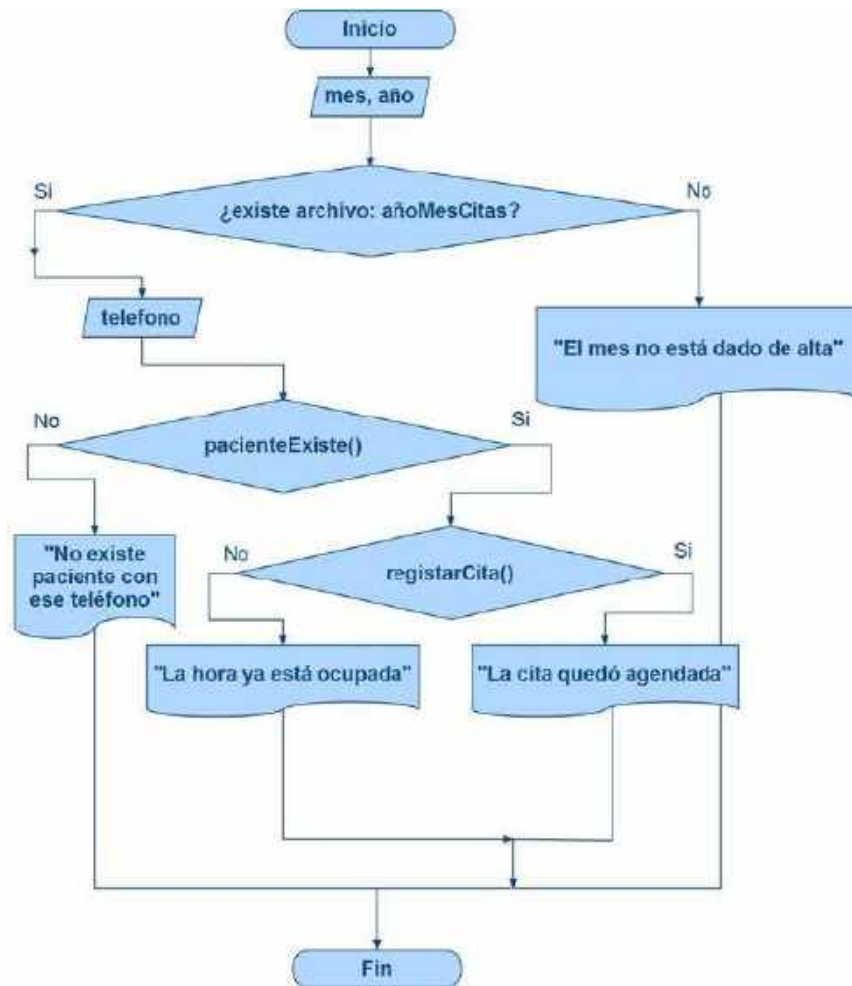 Inicio
mes, año
Si
No
¿existe archivo: añoMesCitas?
telefono
"El mes no está dado de alta"
No
Si
pacienteExiste()
"No existe
paciente con
ese teléfono"
No
Si
registarCita()
"La hora ya está ocupada"
"La cita quedó agendada"
Fin